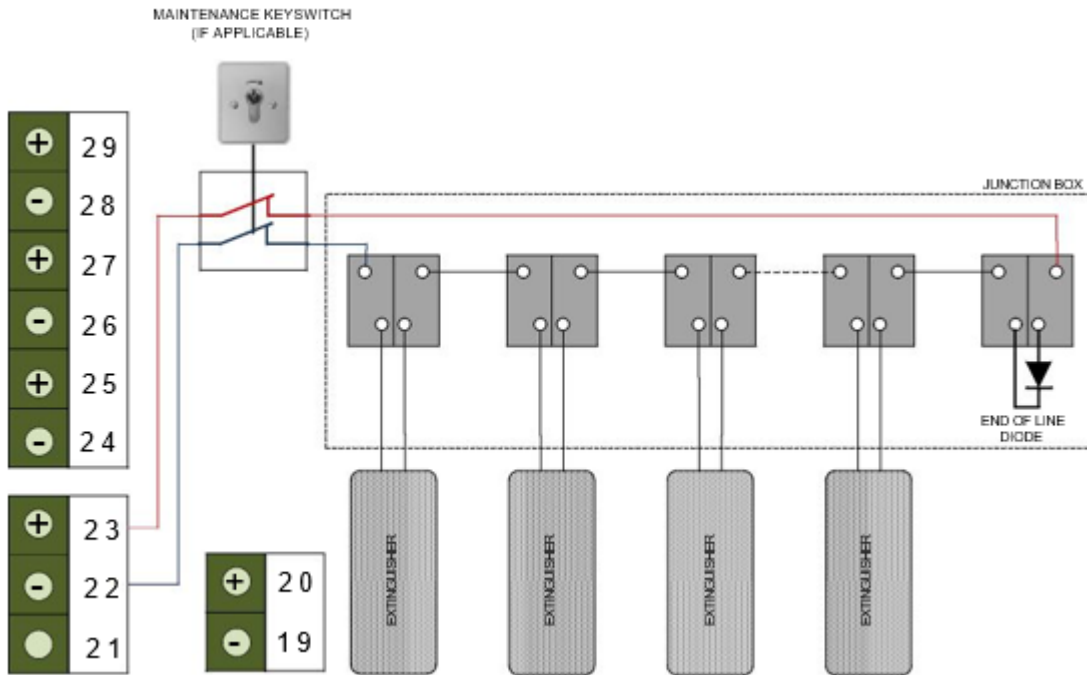 MAINTENANCE KEYSWITCH
(IF APPLICABLE)
JUNCTION BOX
+ 29
- 28
+ 27
- 26
+ 25
- 24
+ 23
- 22
21
+ 20
- 19
END OF LINE
DIODE
EXTINGUISHER
EXTINGUISHER
EXTINGUISHER
EXTINGUISHER